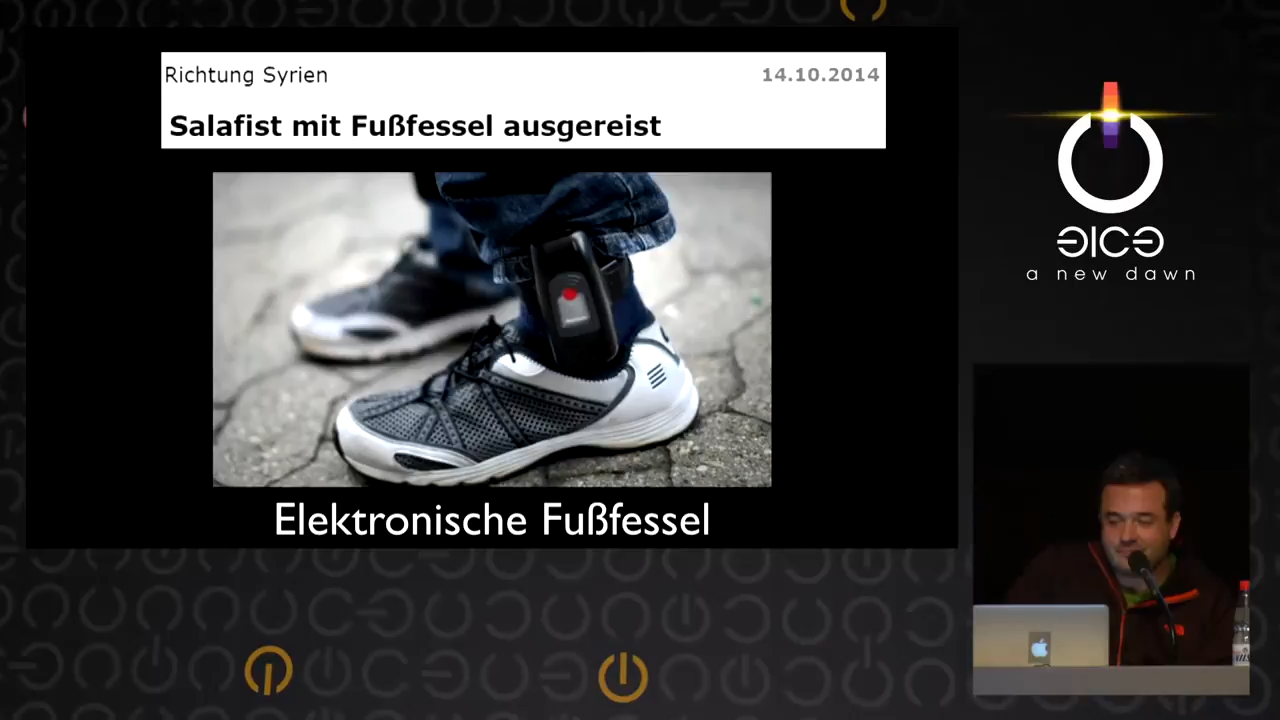 Richtung Syrien 14.10.2014
Salafist mit Fußfessel ausgereist
Elektronische Fußfessel
a new dawn